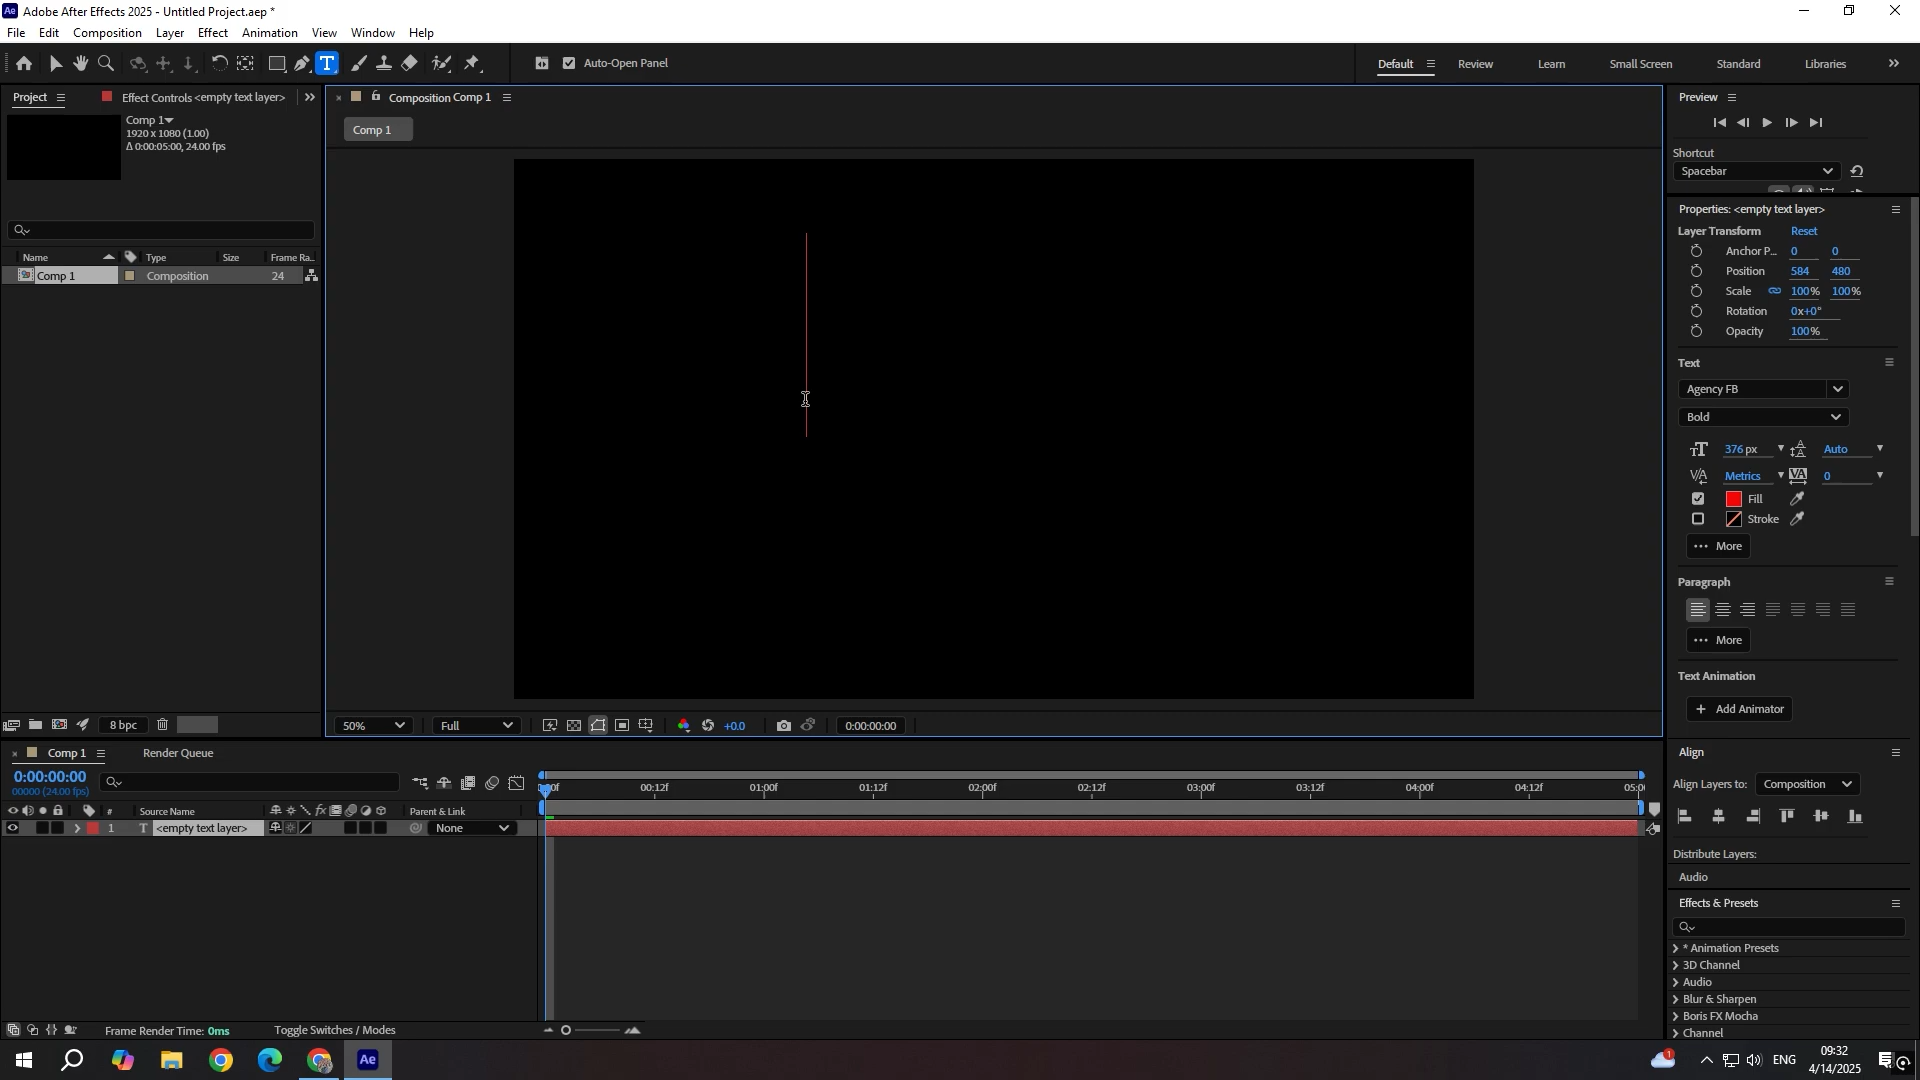 Adobe After Effects 2025 - Untitled Project.aep *
File Edit Composition Layer Effect Animation View Window Help
Auto-Open Panel
Default Review Learn Small Screen Standard Libraries
Project Effect Controls <empty text layer>
Composition Comp 1
Preview
Comp 1
1920 x 1080 (1.00)
Δ 0:00:05:00, 24.00 fps
Comp 1
Shortcut
Spacebar
Properties: <empty text layer>
Layer Transform Reset
Anchor P... 0 0
Position 584 480
Scale 100% 100%
Rotation 0x+0°
Opacity 100%
Name Type Size Frame Ra..
Comp 1 Composition 24
Text
Agency FB
Bold
376 px Auto
Metrics 0
Fill
Stroke
More
Paragraph
More
Text Animation
Add Animator
8 bpc
50% Full +0.0 0:00:00:00
Comp 1 Render Queue
0:00:00:00
00000 (24.00 fps)
00f 00:12f 01:00f 01:12f 02:00f 02:12f 03:00f 03:12f 04:00f 04:12f 05:0
# Source Name Parent & Link
1 T <empty text layer> None
Align
Align Layers to: Composition
Distribute Layers:
Audio
Effects & Presets
* Animation Presets
3D Channel
Audio
Blur & Sharpen
Boris FX Mocha
Channel
Frame Render Time: 0ms Toggle Switches / Modes
Ae
1
ENG
09:32
4/14/2025